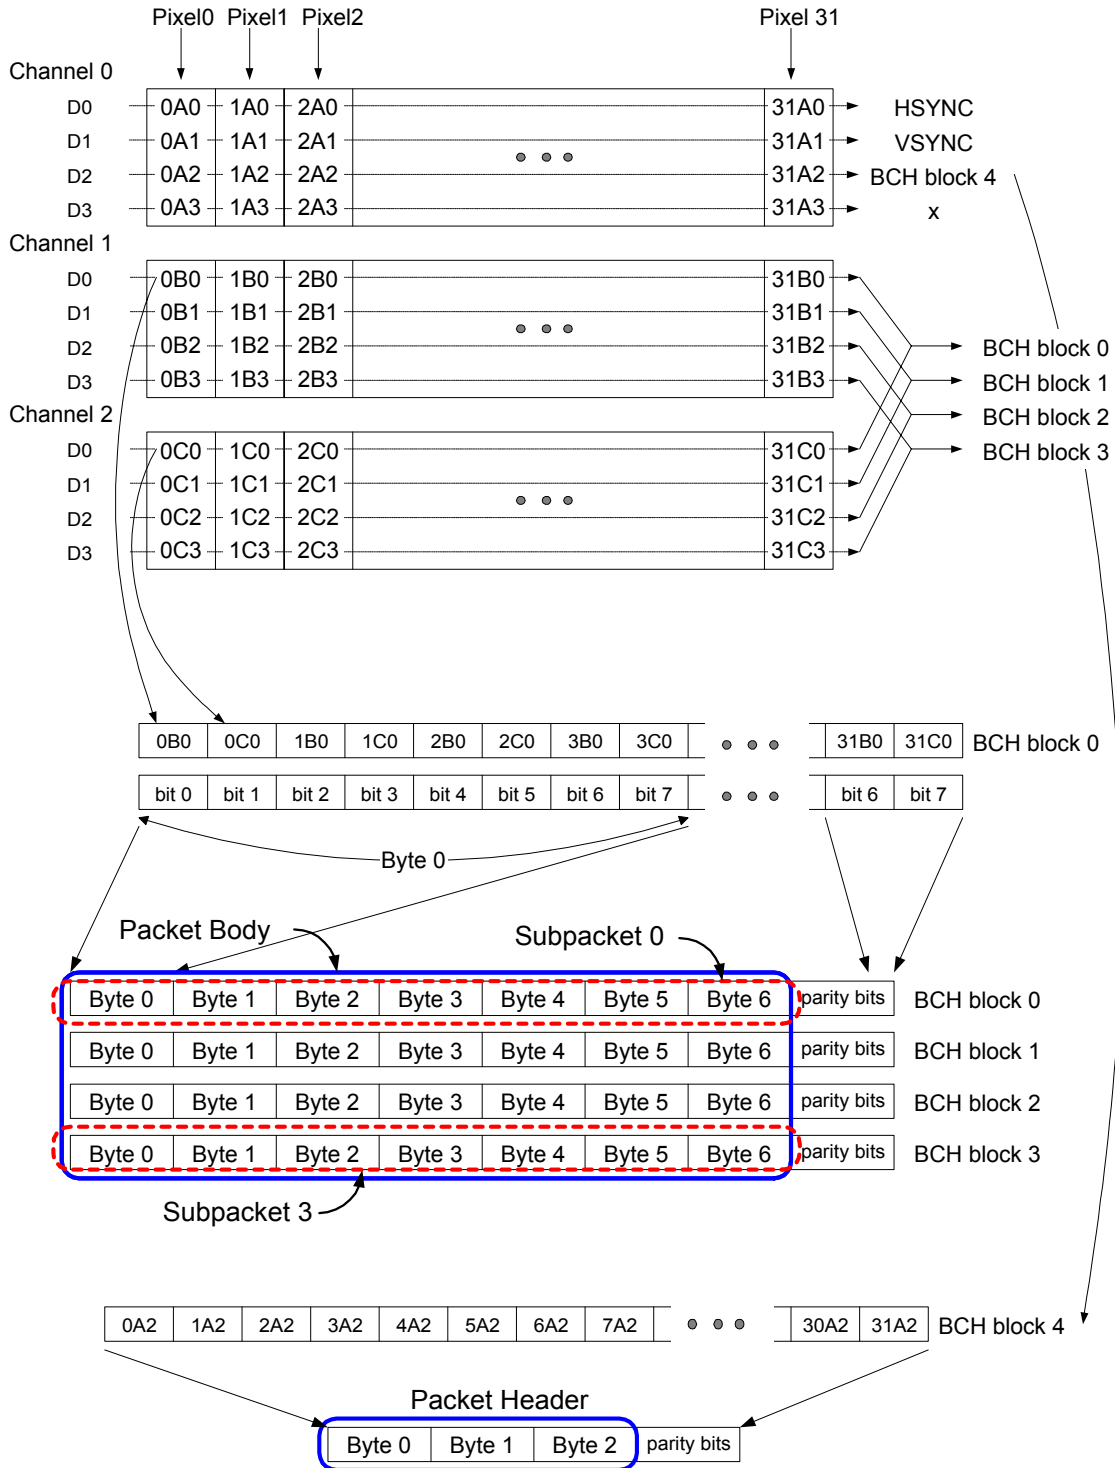 Pixel0 Pixel1 Pixel2 Pixel 31
Channel 0
D0 0A0 1A0 2A0 31A0 HSYNC
D1 0A1 1A1 2A1 31A1 VSYNC
D2 0A2 1A2 2A2 31A2 BCH block 4
D3 0A3 1A3 2A3 31A3 x
Channel 1
D0 0B0 1B0 2B0 31B0
D1 0B1 1B1 2B1 31B1
D2 0B2 1B2 2B2 31B2 BCH block 0
D3 0B3 1B3 2B3 31B3 BCH block 1
Channel 2 BCH block 2
D0 0C0 1C0 2C0 31C0 BCH block 3
D1 0C1 1C1 2C1 31C1
D2 0C2 1C2 2C2 31C2
D3 0C3 1C3 2C3 31C3
0B0 0C0 1B0 1C0 2B0 2C0 3B0 3C0 31B0 31C0 BCH block 0
bit 0 bit 1 bit 2 bit 3 bit 4 bit 5 bit 6 bit 7 bit 6 bit 7
Byte 0
Packet Body Subpacket 0
Byte 0 Byte 1 Byte 2 Byte 3 Byte 4 Byte 5 Byte 6 parity bits BCH block 0
Byte 0 Byte 1 Byte 2 Byte 3 Byte 4 Byte 5 Byte 6 parity bits BCH block 1
Byte 0 Byte 1 Byte 2 Byte 3 Byte 4 Byte 5 Byte 6 parity bits BCH block 2
Byte 0 Byte 1 Byte 2 Byte 3 Byte 4 Byte 5 Byte 6 parity bits BCH block 3
Subpacket 3
0A2 1A2 2A2 3A2 4A2 5A2 6A2 7A2 30A2 31A2 BCH block 4
Packet Header
Byte 0 Byte 1 Byte 2 parity bits